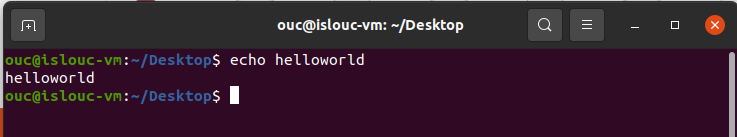 ouc@islouc-vm: ~/Desktop
ouc@islouc-vm:~/Desktop$ echo helloworld
helloworld
ouc@islouc-vm:~/Desktop$